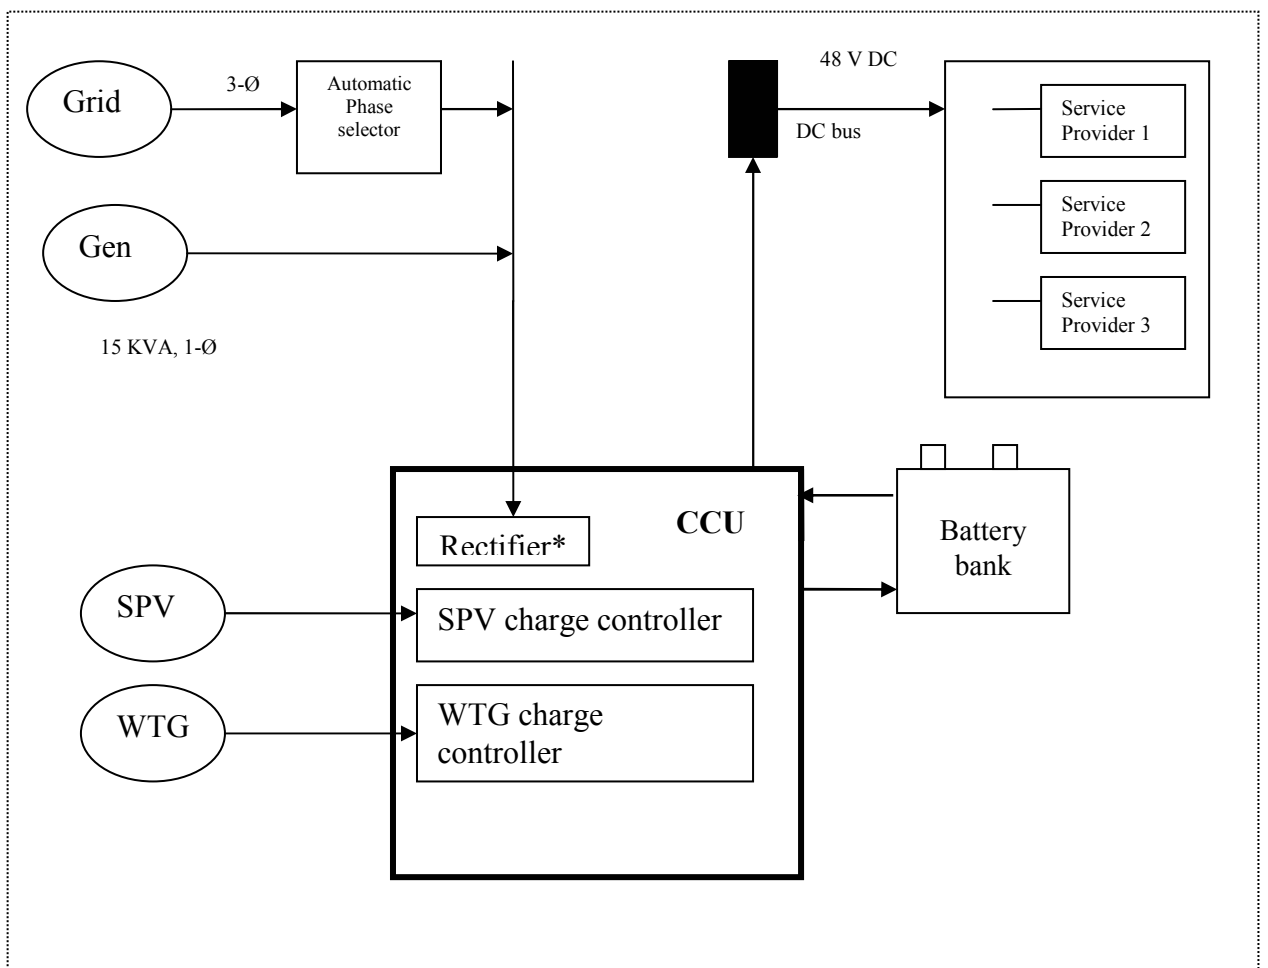 Grid
3-Ø
Automatic
Phase
selector
48 V DC
DC bus
Service
Provider 1
Service
Provider 2
Service
Provider 3
Gen
15 KVA, 1-Ø
CCU
Rectifier*
Battery
bank
SPV
SPV charge controller
WTG
WTG charge
controller